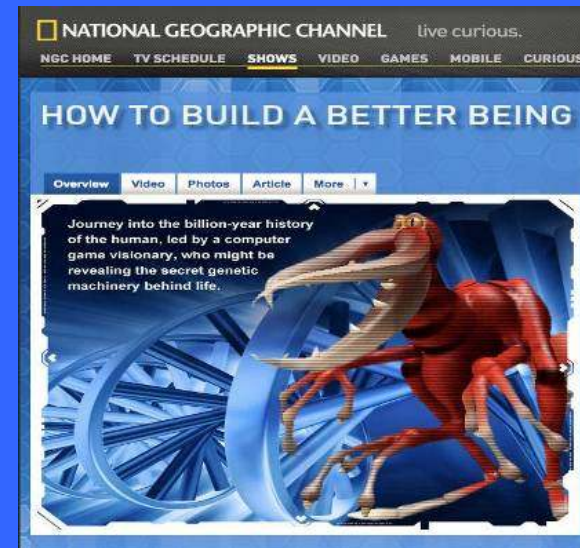 NATIONAL GEOGRAPHIC CHANNEL live curious.
NGC HOME TV SCHEDULE SHOWS VIDEO GAMES MOBILE CURIOUS
HOW TO BUILD A BETTER BEING
Overview Video Photos Article More
Journey into the billion-year history
of the human, led by a computer
game visionary, who might be
revealing the secret genetic
machinery behind life.